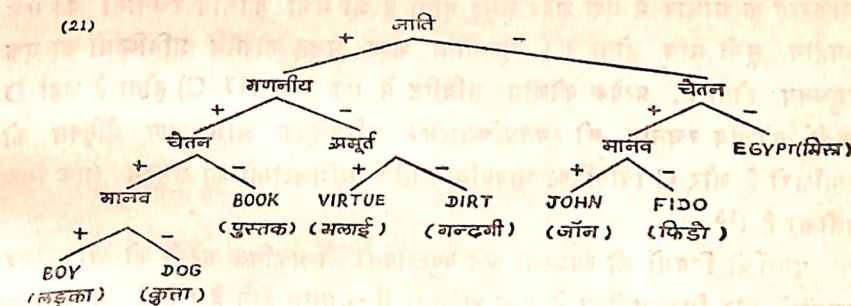 (21)
जाति
+ −
गणनीय चेतन
+ − + −
चेतन अमूर्त मानव EGYPT(मिस्त्र)
+ − + − + −
मानव BOOK VIRTUE DIRT JOHN FIDO
(पुस्तक) (भलाई) (गन्दगी) (जॉन) (फिडो)
+ −
BOY DOG
(लड़का) (कुत्ता)